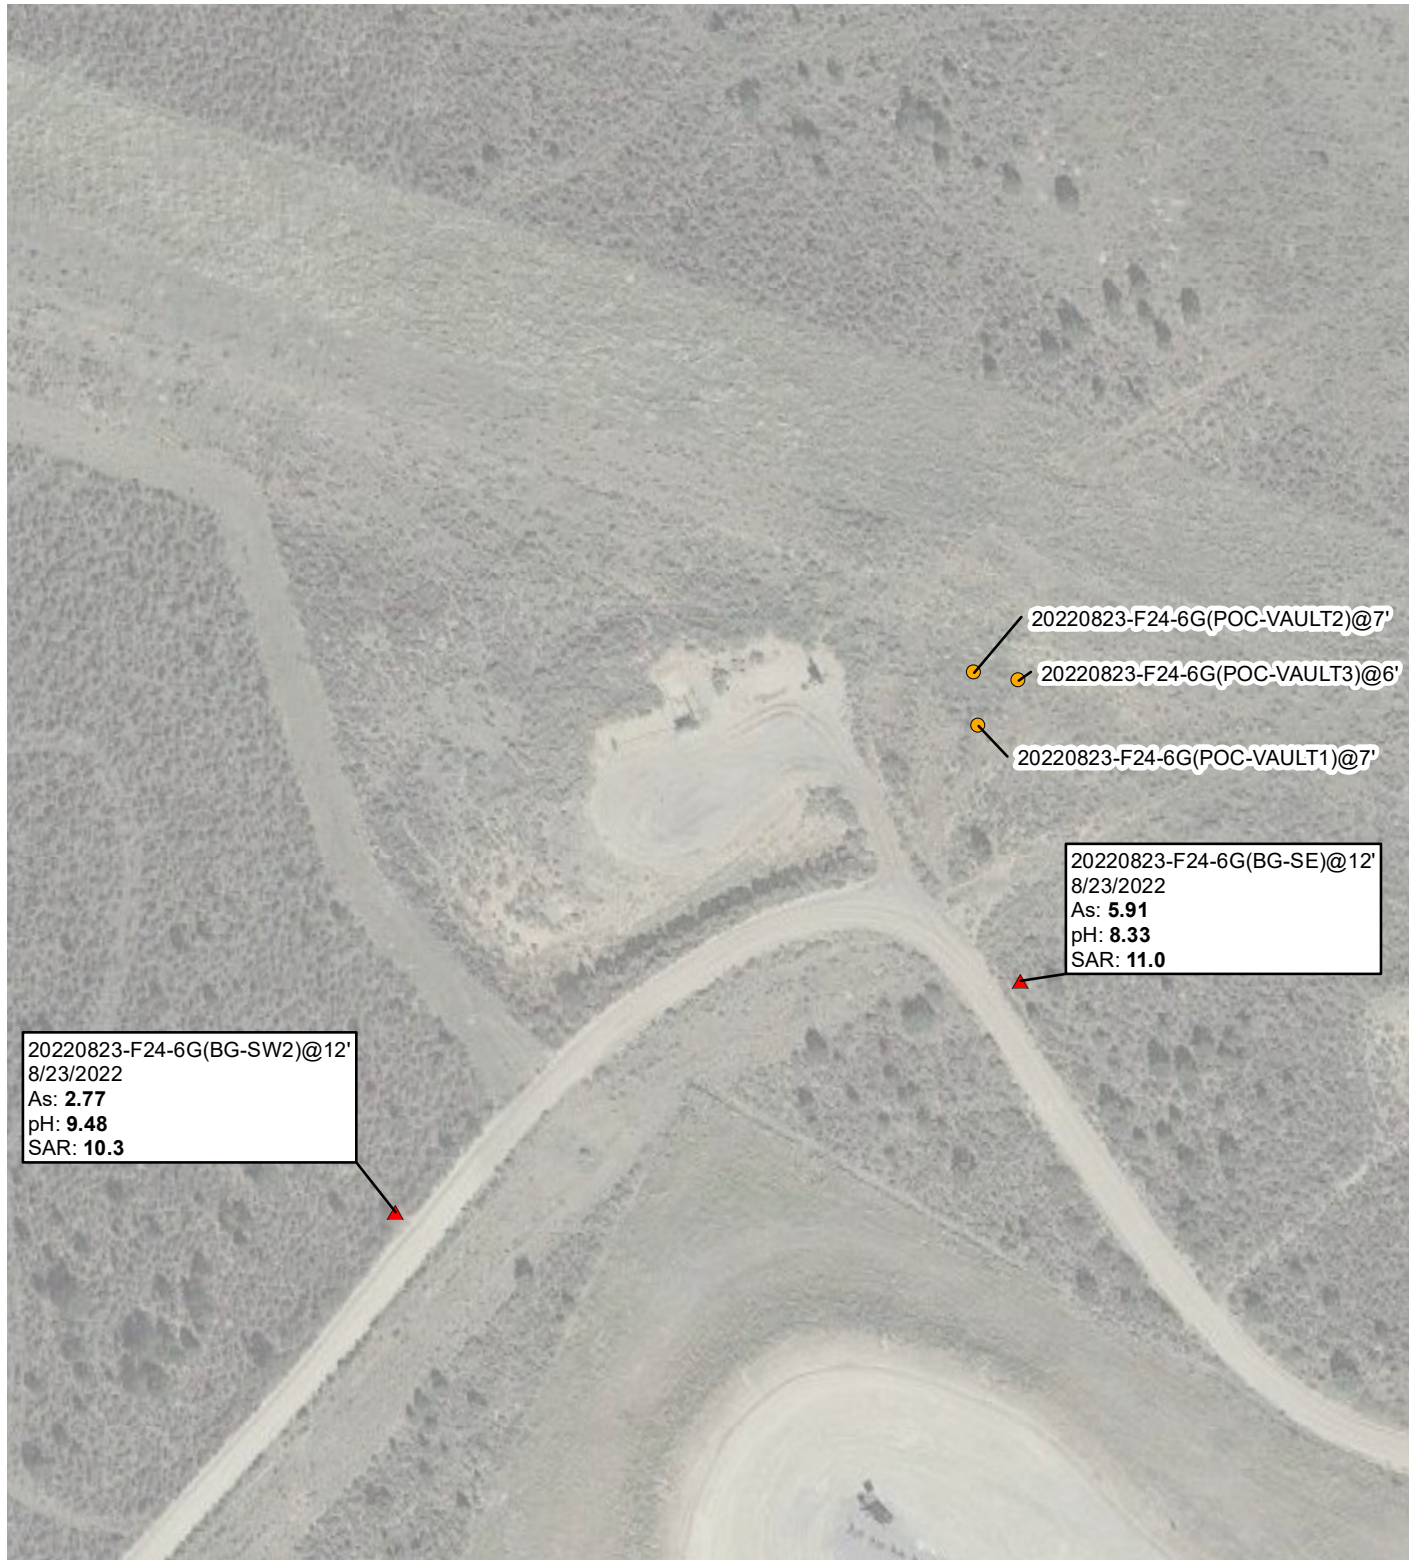 20220823-F24-6G(POC-VAULT2)@7'
20220823-F24-6G(POC-VAULT3)@6'
20220823-F24-6G(POC-VAULT1)@7'
20220823-F24-6G(BG-SE)@12'
8/23/2022
As: 5.91
pH: 8.33
SAR: 11.0
20220823-F24-6G(BG-SW2)@12'
8/23/2022
As: 2.77
pH: 9.48
SAR: 10.3